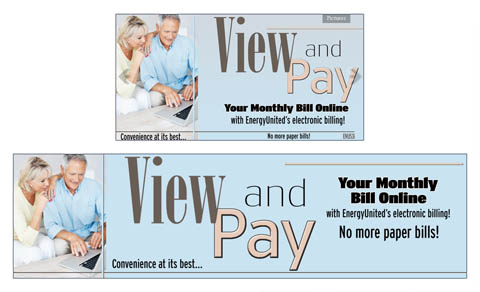 Pictures
View and
Pay
Your Monthly Bill Online
with EnergyUnited's electronic billing!
Convenience at its best...
No more paper bills!
View and
Pay
Convenience at its best...
Your Monthly
Bill Online
with EnergyUnited's electronic billing!
No more paper bills!